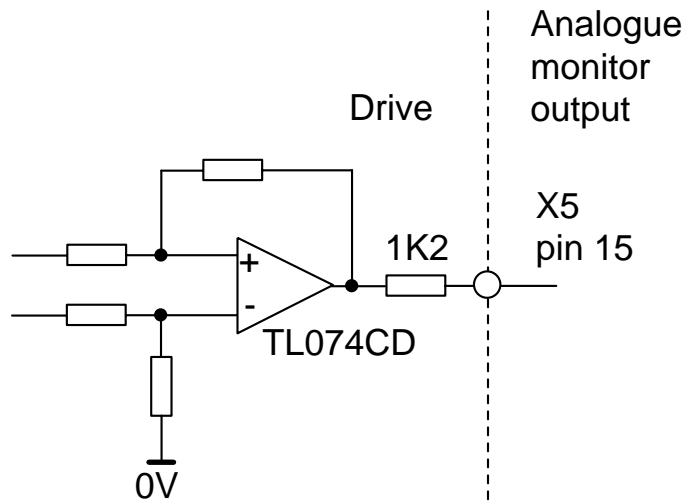 Analogue
monitor
output
Drive
X5
pin 15
1K2
+
-
TL074CD
0V